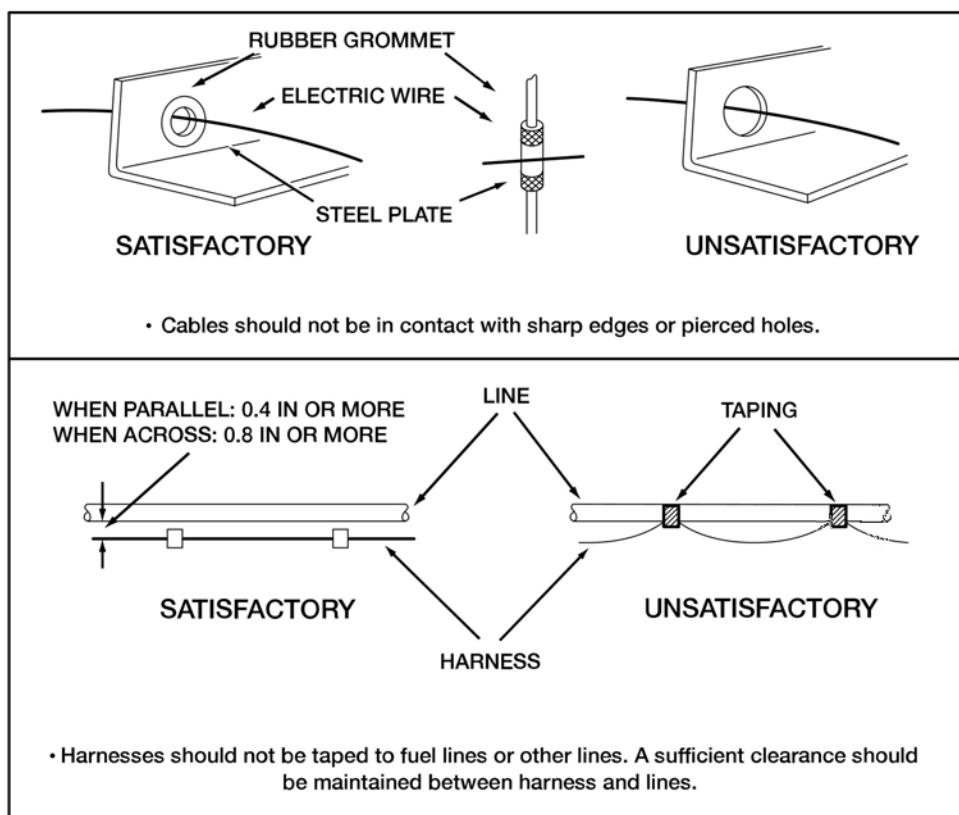 RUBBER GROMMET
ELECTRIC WIRE
STEEL PLATE
SATISFACTORY
UNSATISFACTORY
• Cables should not be in contact with sharp edges or pierced holes.
WHEN PARALLEL: 0.4 IN OR MORE
WHEN ACROSS: 0.8 IN OR MORE
LINE
TAPING
SATISFACTORY
UNSATISFACTORY
HARNESS
• Harnesses should not be taped to fuel lines or other lines. A sufficient clearance should
be maintained between harness and lines.